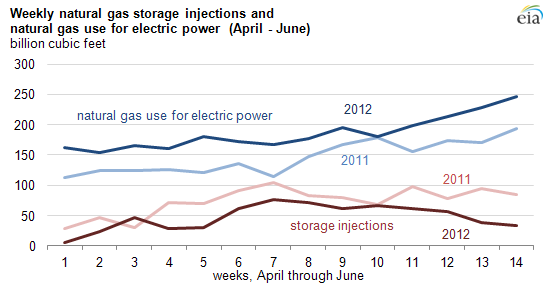 Weekly natural gas storage injections and
natural gas use for electric power (April - June)
billion cubic feet
eia
300
250
200
150
100
50
0
natural gas use for electric power
2012
2011
2011
storage injections
2012
1 2 3 4 5 6 7 8 9 10 11 12 13 14
weeks, April through June